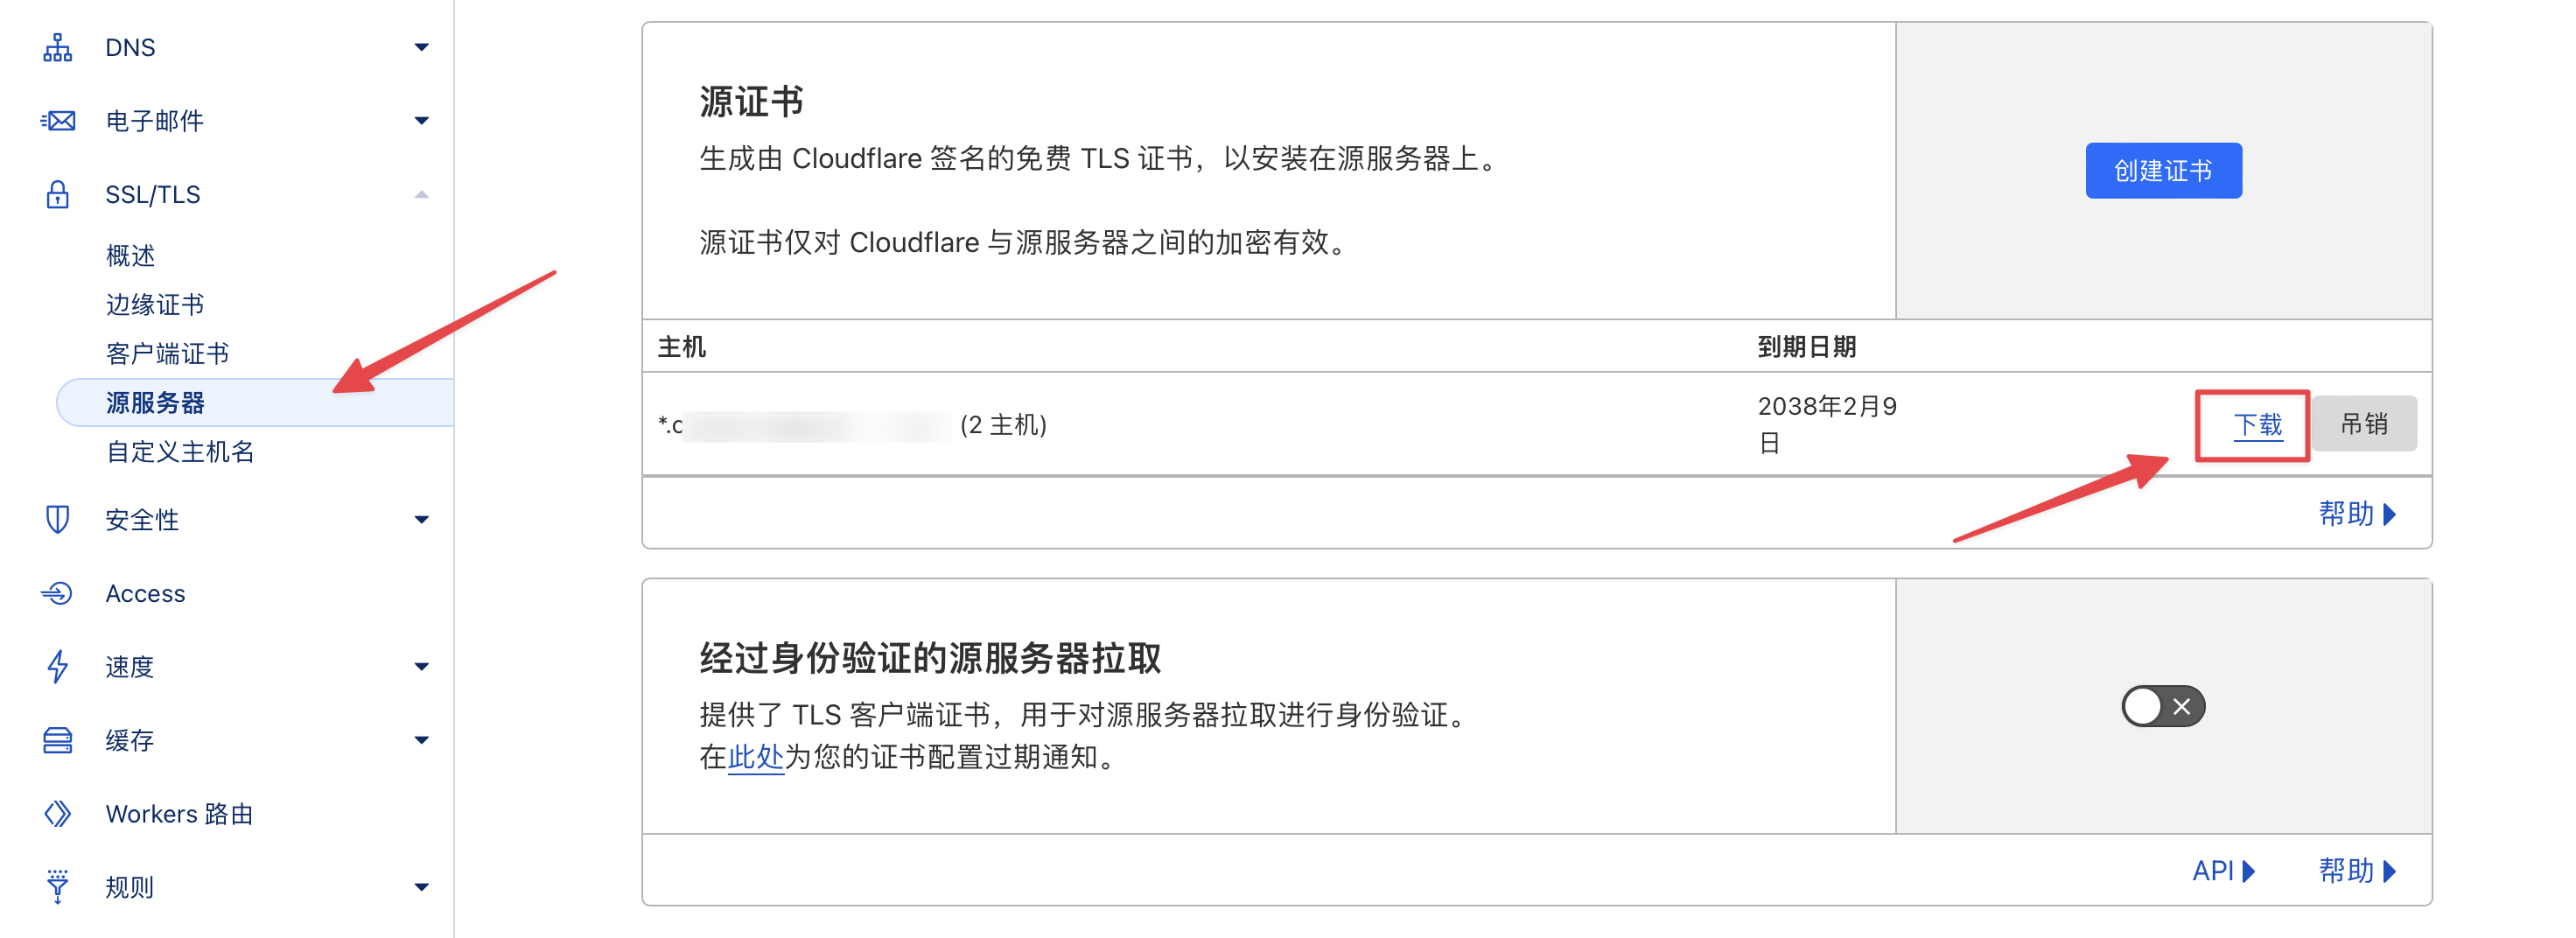 DNS
电子邮件
SSL/TLS
概述
边缘证书
客户端证书
源服务器
自定义主机名
安全性
Access
速度
缓存
Workers 路由
规则
源证书
生成由 Cloudflare 签名的免费 TLS 证书，以安装在源服务器上。
源证书仅对 Cloudflare 与源服务器之间的加密有效。
创建证书
主机
到期日期
*.c (2 主机)
2038年2月9
日
下载
吊销
帮助
经过身份验证的源服务器拉取
提供了 TLS 客户端证书，用于对源服务器拉取进行身份验证。
在此处为您的证书配置过期通知。
API
帮助